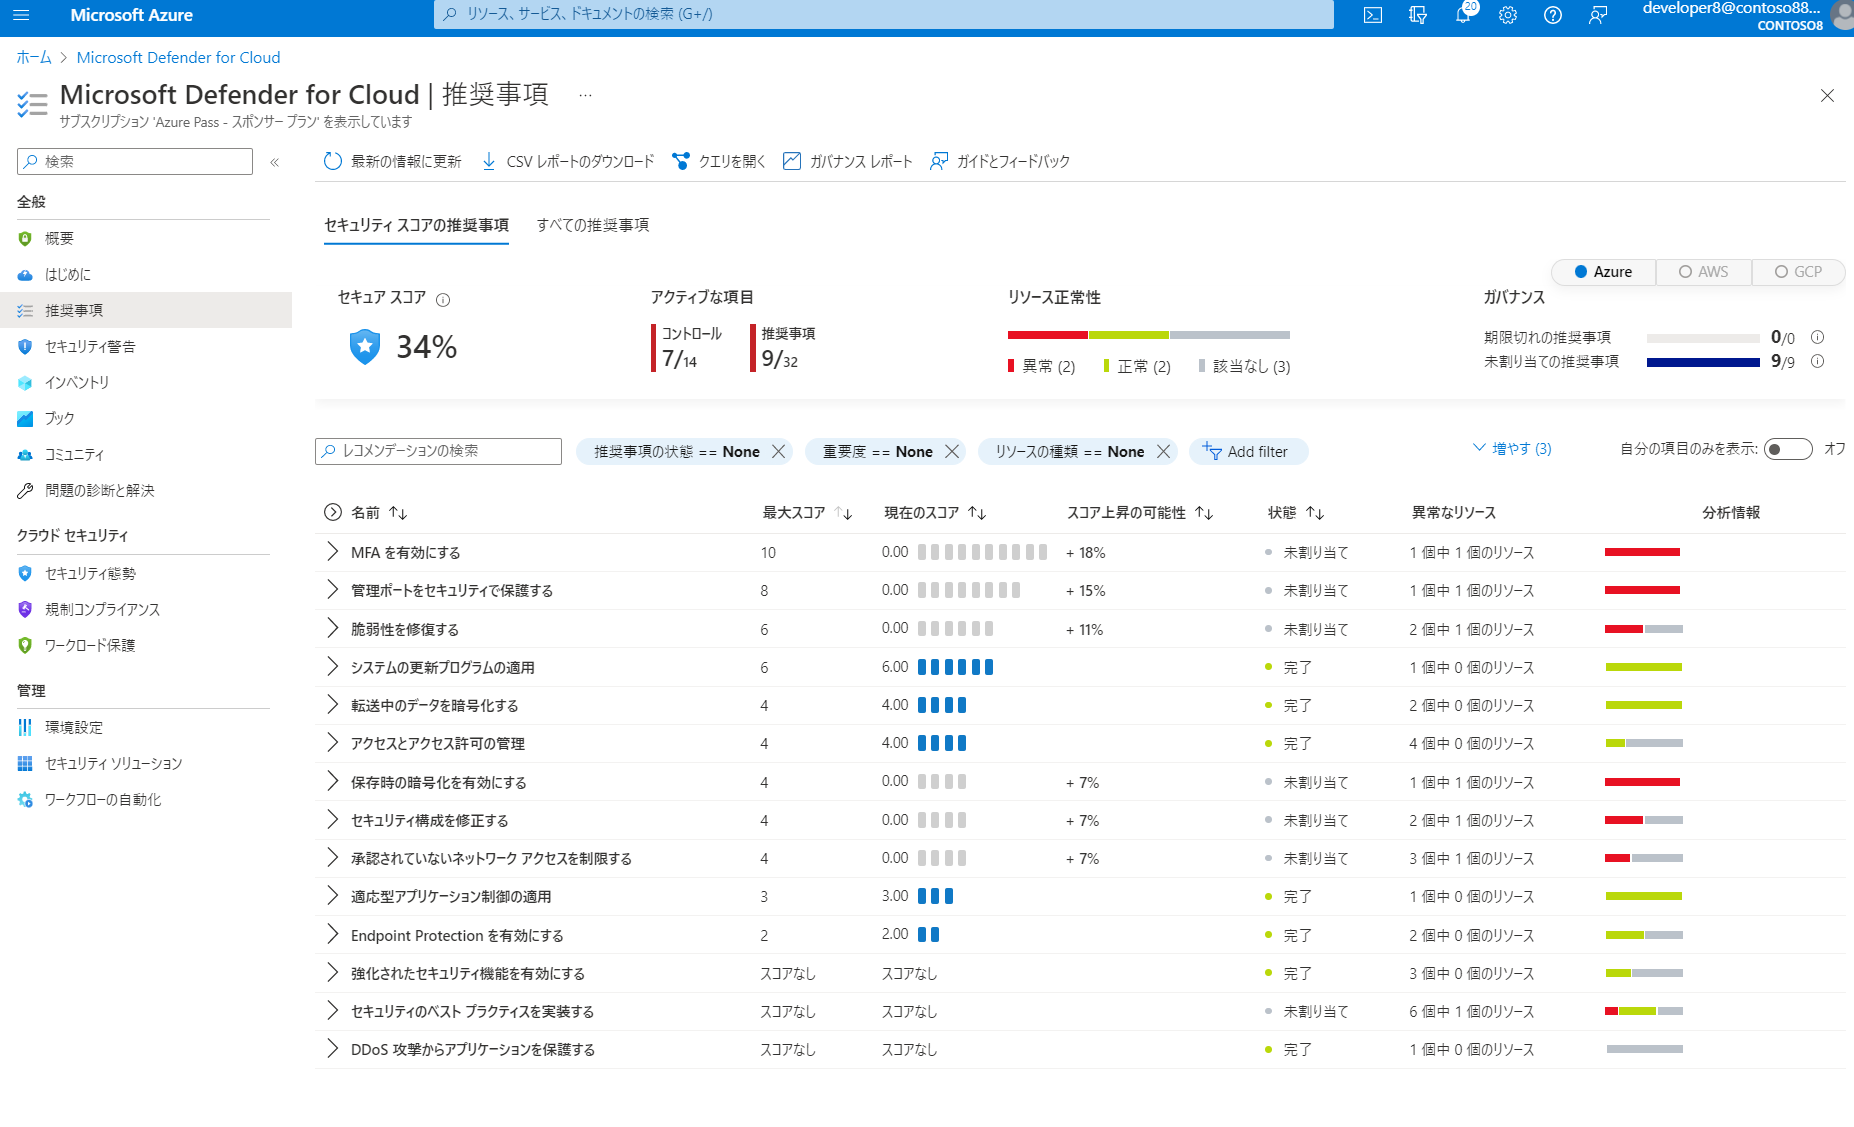 Microsoft Azure
リソース、サービス、ドキュメントの検索 (G+/)
20
developer8@contoso88...
CONTOSO8
ホーム > Microsoft Defender for Cloud
Microsoft Defender for Cloud | 推奨事項 ...
サブスクリプション 'Azure Pass - スポンサー プラン' を表示しています
検索 «
最新の情報に更新 CSV レポートのダウンロード クエリを開く ガバナンス レポート ガイドとフィードバック
全般
概要
はじめに
推奨事項
セキュリティ警告
インベントリ
ブック
コミュニティ
問題の診断と解決
クラウド セキュリティ
セキュリティ態勢
規制コンプライアンス
ワークロード保護
管理
環境設定
セキュリティ ソリューション
ワークフローの自動化
セキュリティ スコアの推奨事項 すべての推奨事項
Azure AWS GCP
セキュア スコア
34%
アクティブな項目
コントロール
7/14
推奨事項
9/32
リソース正常性
異常 (2) 正常 (2) 該当なし (3)
ガバナンス
期限切れの推奨事項 0/0
未割り当ての推奨事項 9/9
レコメンデーションの検索 推奨事項の状態 == None 重要度 == None リソースの種類 == None Add filter 増やす (3) 自分の項目のみを表示: オフ
名前 ↑↓ 最大スコア ↑↓ 現在のスコア ↑↓ スコア上昇の可能性 ↑↓ 状態 ↑↓ 異常なリソース 分析情報
MFA を有効にする 10 0.00 + 18% 未割り当て 1 個中 1 個のリソース
管理ポートをセキュリティで保護する 8 0.00 + 15% 未割り当て 1 個中 1 個のリソース
脆弱性を修復する 6 0.00 + 11% 未割り当て 2 個中 1 個のリソース
システムの更新プログラムの適用 6 6.00 完了 1 個中 0 個のリソース
転送中のデータを暗号化する 4 4.00 完了 2 個中 0 個のリソース
アクセスとアクセス許可の管理 4 4.00 完了 4 個中 0 個のリソース
保存時の暗号化を有効にする 4 0.00 + 7% 未割り当て 1 個中 1 個のリソース
セキュリティ構成を修正する 4 0.00 + 7% 未割り当て 2 個中 1 個のリソース
承認されていないネットワーク アクセスを制限する 4 0.00 + 7% 未割り当て 3 個中 1 個のリソース
適応型アプリケーション制御の適用 3 3.00 完了 1 個中 0 個のリソース
Endpoint Protection を有効にする 2 2.00 完了 2 個中 0 個のリソース
強化されたセキュリティ機能を有効にする スコアなし スコアなし 完了 3 個中 0 個のリソース
セキュリティのベスト プラクティスを実装する スコアなし スコアなし 未割り当て 6 個中 1 個のリソース
DDoS 攻撃からアプリケーションを保護する スコアなし スコアなし 完了 1 個中 0 個のリソース